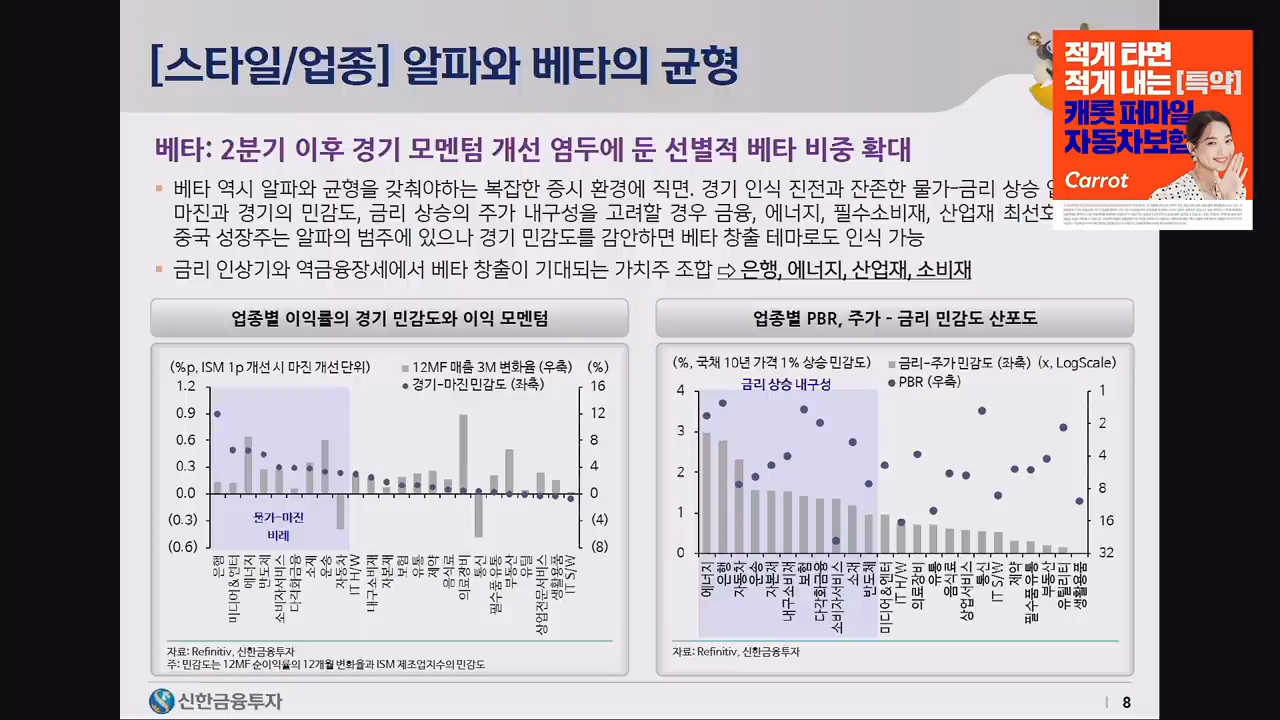 [스타일/업종] 알파와 베타의 균형
적게 타면
적게 내는 [특약]
캐롯 퍼마일
자동차보험
Carrot
베타: 2분기 이후 경기 모멘텀 개선 염두에 둔 선별적 베타 비중 확대
베타 역시 알파와 균형을 갖춰야하는 복잡한 증시 환경에 직면. 경기 인식 진전과 잔존한 물가-금리 상승
마진과 경기의 민감도, 금리 상승의 주가 내구성을 고려할 경우 금융, 에너지, 필수소비재, 산업재 최선호
중국 성장주는 알파의 범주에 있으나 경기 민감도를 감안하면 베타 창출 테마로도 인식 가능
금리 인상기와 역금융장세에서 베타 창출이 기대되는 가치주 조합 ⇨ 은행, 에너지, 산업재, 소비재
업종별 이익률의 경기 민감도와 이익 모멘텀
(%p, ISM 1p 개선 시 마진 개선 단위)
12MF 매출 3M 변화율 (우축)
(%)
경기-마진 민감도 (좌축)
1.2
0.9
0.6
0.3
0.0
(0.3)
(0.6)
16
12
8
4
0
(4)
(8)
물가-마진
비례
은행
미디어&엔터
에너지
반도체
소비자서비스
다각화금융
소재
운송
자동차
IT H/W
내구소비재
자본재
보험
유통
제약
음식료
의료장비
통신
필수품유통
부동산
유틸
상업전문서비스
생활용품
IT S/W
자료: Refinitiv, 신한금융투자
주: 민감도는 12MF 순이익률의 12개월 변화율과 ISM 제조업지수의 민감도
업종별 PBR, 주가 - 금리 민감도 산포도
(%, 국채 10년 가격 1% 상승 민감도)
금리-주가 민감도 (좌축)
(x, LogScale)
금리 상승 내구성
PBR (우축)
4
3
2
1
0
1
2
4
8
16
32
에너지
은행
자동차
운송
자본재
내구소비재
보험
다각화금융
소비자서비스
소재
반도체
미디어&엔터
IT H/W
의료장비
유통
음식료
상업서비스
통신
IT S/W
제약
필수품유통
부동산
유틸리티
생활용품
자료: Refinitiv, 신한금융투자
신한금융투자
8